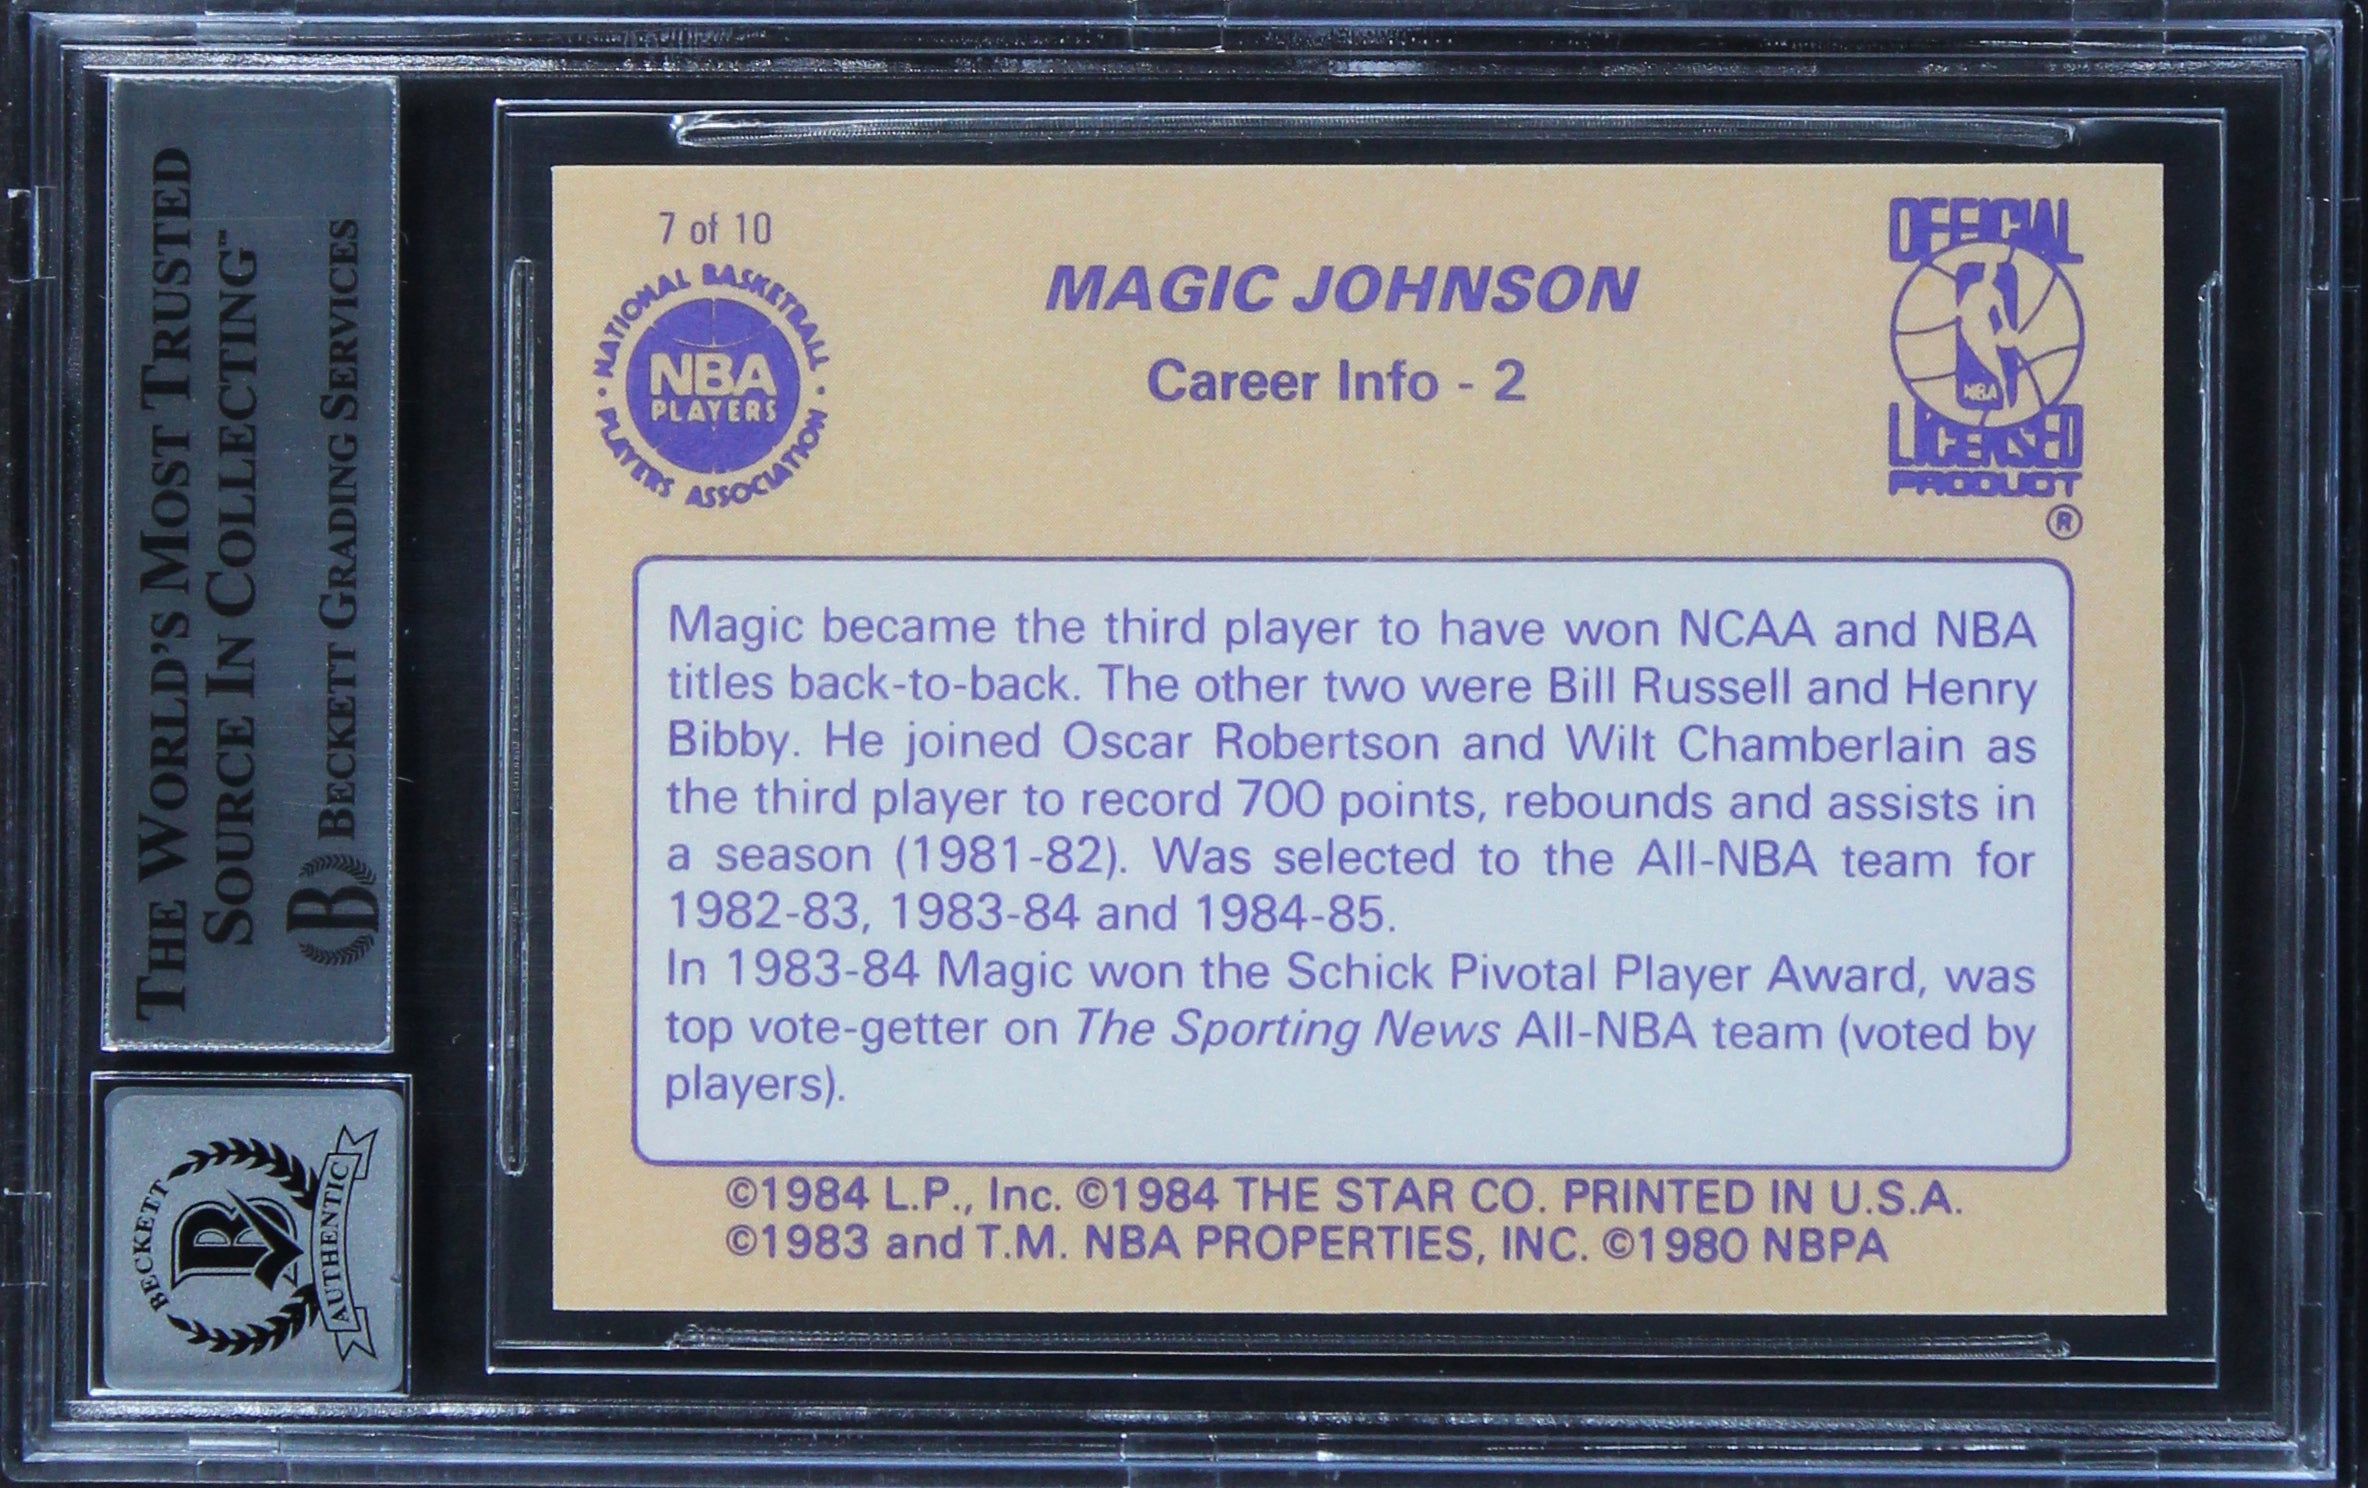 THE WORLD'S MOST TRUSTED
SOURCE IN COLLECTING™
B BECKETT GRADING SERVICES
BECKETT
B
AUTHENTIC
7 of 10
NATIONAL BASKETBALL
NBA
PLAYERS
PLAYERS ASSOCIATION
MAGIC JOHNSON
Career Info - 2
OFFICIAL
NBA
LICENSED
PRODUCT
®
Magic became the third player to have won NCAA and NBA
titles back-to-back. The other two were Bill Russell and Henry
Bibby. He joined Oscar Robertson and Wilt Chamberlain as
the third player to record 700 points, rebounds and assists in
a season (1981-82). Was selected to the All-NBA team for
1982-83, 1983-84 and 1984-85.
In 1983-84 Magic won the Schick Pivotal Player Award, was
top vote-getter on The Sporting News All-NBA team (voted by
players).
©1984 L.P., Inc. ©1984 THE STAR CO. PRINTED IN U.S.A.
©1983 and T.M. NBA PROPERTIES, INC. ©1980 NBPA